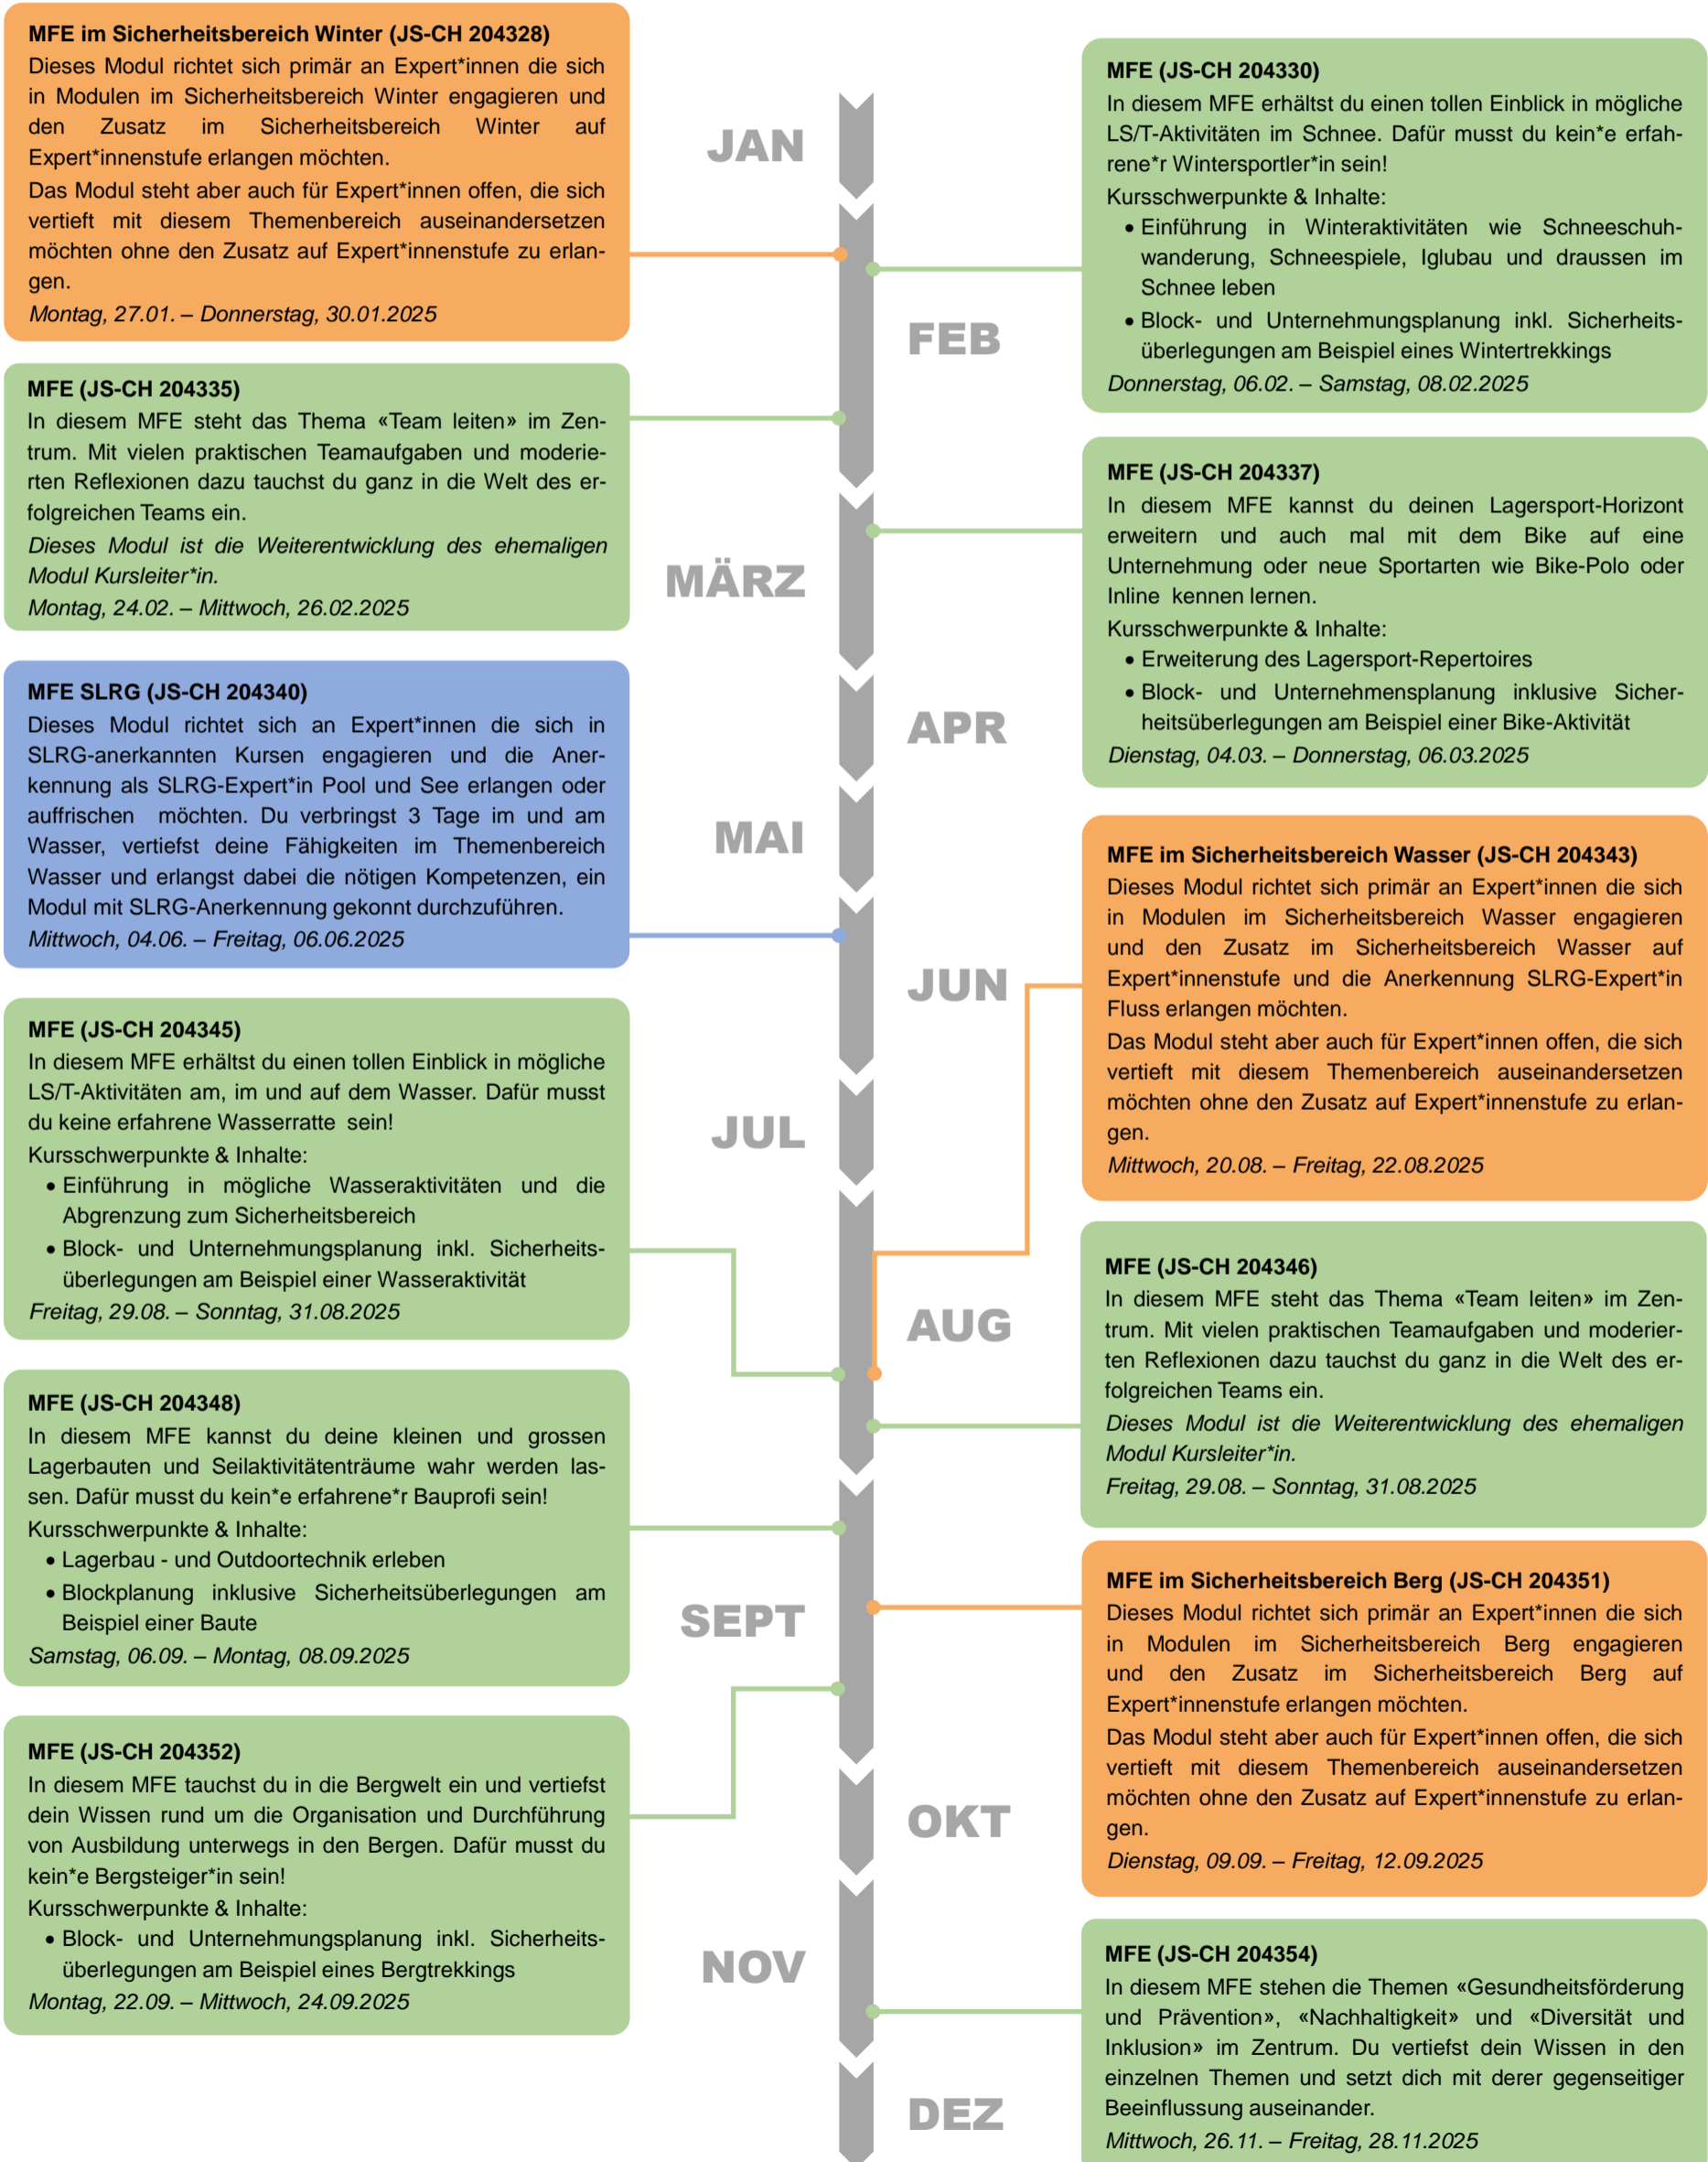 MFE im Sicherheitsbereich Winter (JS-CH 204328)
Dieses Modul richtet sich primär an Expert*innen die sich
in Modulen im Sicherheitsbereich Winter engagieren und
den Zusatz im Sicherheitsbereich Winter auf
Expert*innenstufe erlangen möchten.
Das Modul steht aber auch für Expert*innen offen, die sich
vertieft mit diesem Themenbereich auseinandersetzen
möchten ohne den Zusatz auf Expert*innenstufe zu erlan-
gen.
Montag, 27.01. – Donnerstag, 30.01.2025
JAN
MFE (JS-CH 204330)
In diesem MFE erhältst du einen tollen Einblick in mögliche
LS/T-Aktivitäten im Schnee. Dafür musst du kein*e erfah-
rene*r Wintersportler*in sein!
Kursschwerpunkte & Inhalte:
• Einführung in Winteraktivitäten wie Schneeschuh-
wanderung, Schneespiele, Iglubau und draussen im
Schnee leben
• Block- und Unternehmungsplanung inkl. Sicherheits-
überlegungen am Beispiel eines Wintertrekkings
Donnerstag, 06.02. – Samstag, 08.02.2025
FEB
MFE (JS-CH 204335)
In diesem MFE steht das Thema «Team leiten» im Zen-
trum. Mit vielen praktischen Teamaufgaben und moderie-
rten Reflexionen dazu tauchst du ganz in die Welt des er-
folgreichen Teams ein.
Dieses Modul ist die Weiterentwicklung des ehemaligen
Modul Kursleiter*in.
Montag, 24.02. – Mittwoch, 26.02.2025
MÄRZ
MFE (JS-CH 204337)
In diesem MFE kannst du deinen Lagersport-Horizont
erweitern und auch mal mit dem Bike auf eine
Unternehmung oder neue Sportarten wie Bike-Polo oder
Inline kennen lernen.
Kursschwerpunkte & Inhalte:
• Erweiterung des Lagersport-Repertoires
• Block- und Unternehmensplanung inklusive Sicher-
heitsüberlegungen am Beispiel einer Bike-Aktivität
Dienstag, 04.03. – Donnerstag, 06.03.2025
APR
MFE SLRG (JS-CH 204340)
Dieses Modul richtet sich an Expert*innen die sich in
SLRG-anerkannten Kursen engagieren und die Aner-
kennung als SLRG-Expert*in Pool und See erlangen oder
auffrischen möchten. Du verbringst 3 Tage im und am
Wasser, vertiefst deine Fähigkeiten im Themenbereich
Wasser und erlangst dabei die nötigen Kompetenzen, ein
Modul mit SLRG-Anerkennung gekonnt durchzuführen.
Mittwoch, 04.06. – Freitag, 06.06.2025
MAI
MFE im Sicherheitsbereich Wasser (JS-CH 204343)
Dieses Modul richtet sich primär an Expert*innen die sich
in Modulen im Sicherheitsbereich Wasser engagieren
und den Zusatz im Sicherheitsbereich Wasser auf
Expert*innenstufe und die Anerkennung SLRG-Expert*in
Fluss erlangen möchten.
Das Modul steht aber auch für Expert*innen offen, die sich
vertieft mit diesem Themenbereich auseinandersetzen
möchten ohne den Zusatz auf Expert*innenstufe zu erlan-
gen.
Mittwoch, 20.08. – Freitag, 22.08.2025
JUN
MFE (JS-CH 204345)
In diesem MFE erhältst du einen tollen Einblick in mögliche
LS/T-Aktivitäten am, im und auf dem Wasser. Dafür musst
du keine erfahrene Wasserratte sein!
Kursschwerpunkte & Inhalte:
• Einführung in mögliche Wasseraktivitäten und die
Abgrenzung zum Sicherheitsbereich
• Block- und Unternehmungsplanung inkl. Sicherheits-
überlegungen am Beispiel einer Wasseraktivität
Freitag, 29.08. – Sonntag, 31.08.2025
JUL
MFE (JS-CH 204346)
In diesem MFE steht das Thema «Team leiten» im Zen-
trum. Mit vielen praktischen Teamaufgaben und moderier-
ten Reflexionen dazu tauchst du ganz in die Welt des er-
folgreichen Teams ein.
Dieses Modul ist die Weiterentwicklung des ehemaligen
Modul Kursleiter*in.
Freitag, 29.08. – Sonntag, 31.08.2025
AUG
MFE (JS-CH 204348)
In diesem MFE kannst du deine kleinen und grossen
Lagerbauten und Seilaktivitätenträume wahr werden las-
sen. Dafür musst du kein*e erfahrene*r Bauprofi sein!
Kursschwerpunkte & Inhalte:
• Lagerbau - und Outdoortechnik erleben
• Blockplanung inklusive Sicherheitsüberlegungen am
Beispiel einer Baute
Samstag, 06.09. – Montag, 08.09.2025
SEPT
MFE im Sicherheitsbereich Berg (JS-CH 204351)
Dieses Modul richtet sich primär an Expert*innen die sich
in Modulen im Sicherheitsbereich Berg engagieren
und den Zusatz im Sicherheitsbereich Berg auf
Expert*innenstufe erlangen möchten.
Das Modul steht aber auch für Expert*innen offen, die sich
vertieft mit diesem Themenbereich auseinandersetzen
möchten ohne den Zusatz auf Expert*innenstufe zu erlan-
gen.
Dienstag, 09.09. – Freitag, 12.09.2025
OKT
MFE (JS-CH 204352)
In diesem MFE tauchst du in die Bergwelt ein und vertiefst
dein Wissen rund um die Organisation und Durchführung
von Ausbildung unterwegs in den Bergen. Dafür musst du
kein*e Bergsteiger*in sein!
Kursschwerpunkte & Inhalte:
• Block- und Unternehmungsplanung inkl. Sicherheits-
überlegungen am Beispiel eines Bergtrekkings
Montag, 22.09. – Mittwoch, 24.09.2025
NOV
MFE (JS-CH 204354)
In diesem MFE stehen die Themen «Gesundheitsförderung
und Prävention», «Nachhaltigkeit» und «Diversität und
Inklusion» im Zentrum. Du vertiefst dein Wissen in den
einzelnen Themen und setzt dich mit derer gegenseitiger
Beeinflussung auseinander.
Mittwoch, 26.11. – Freitag, 28.11.2025
DEZ